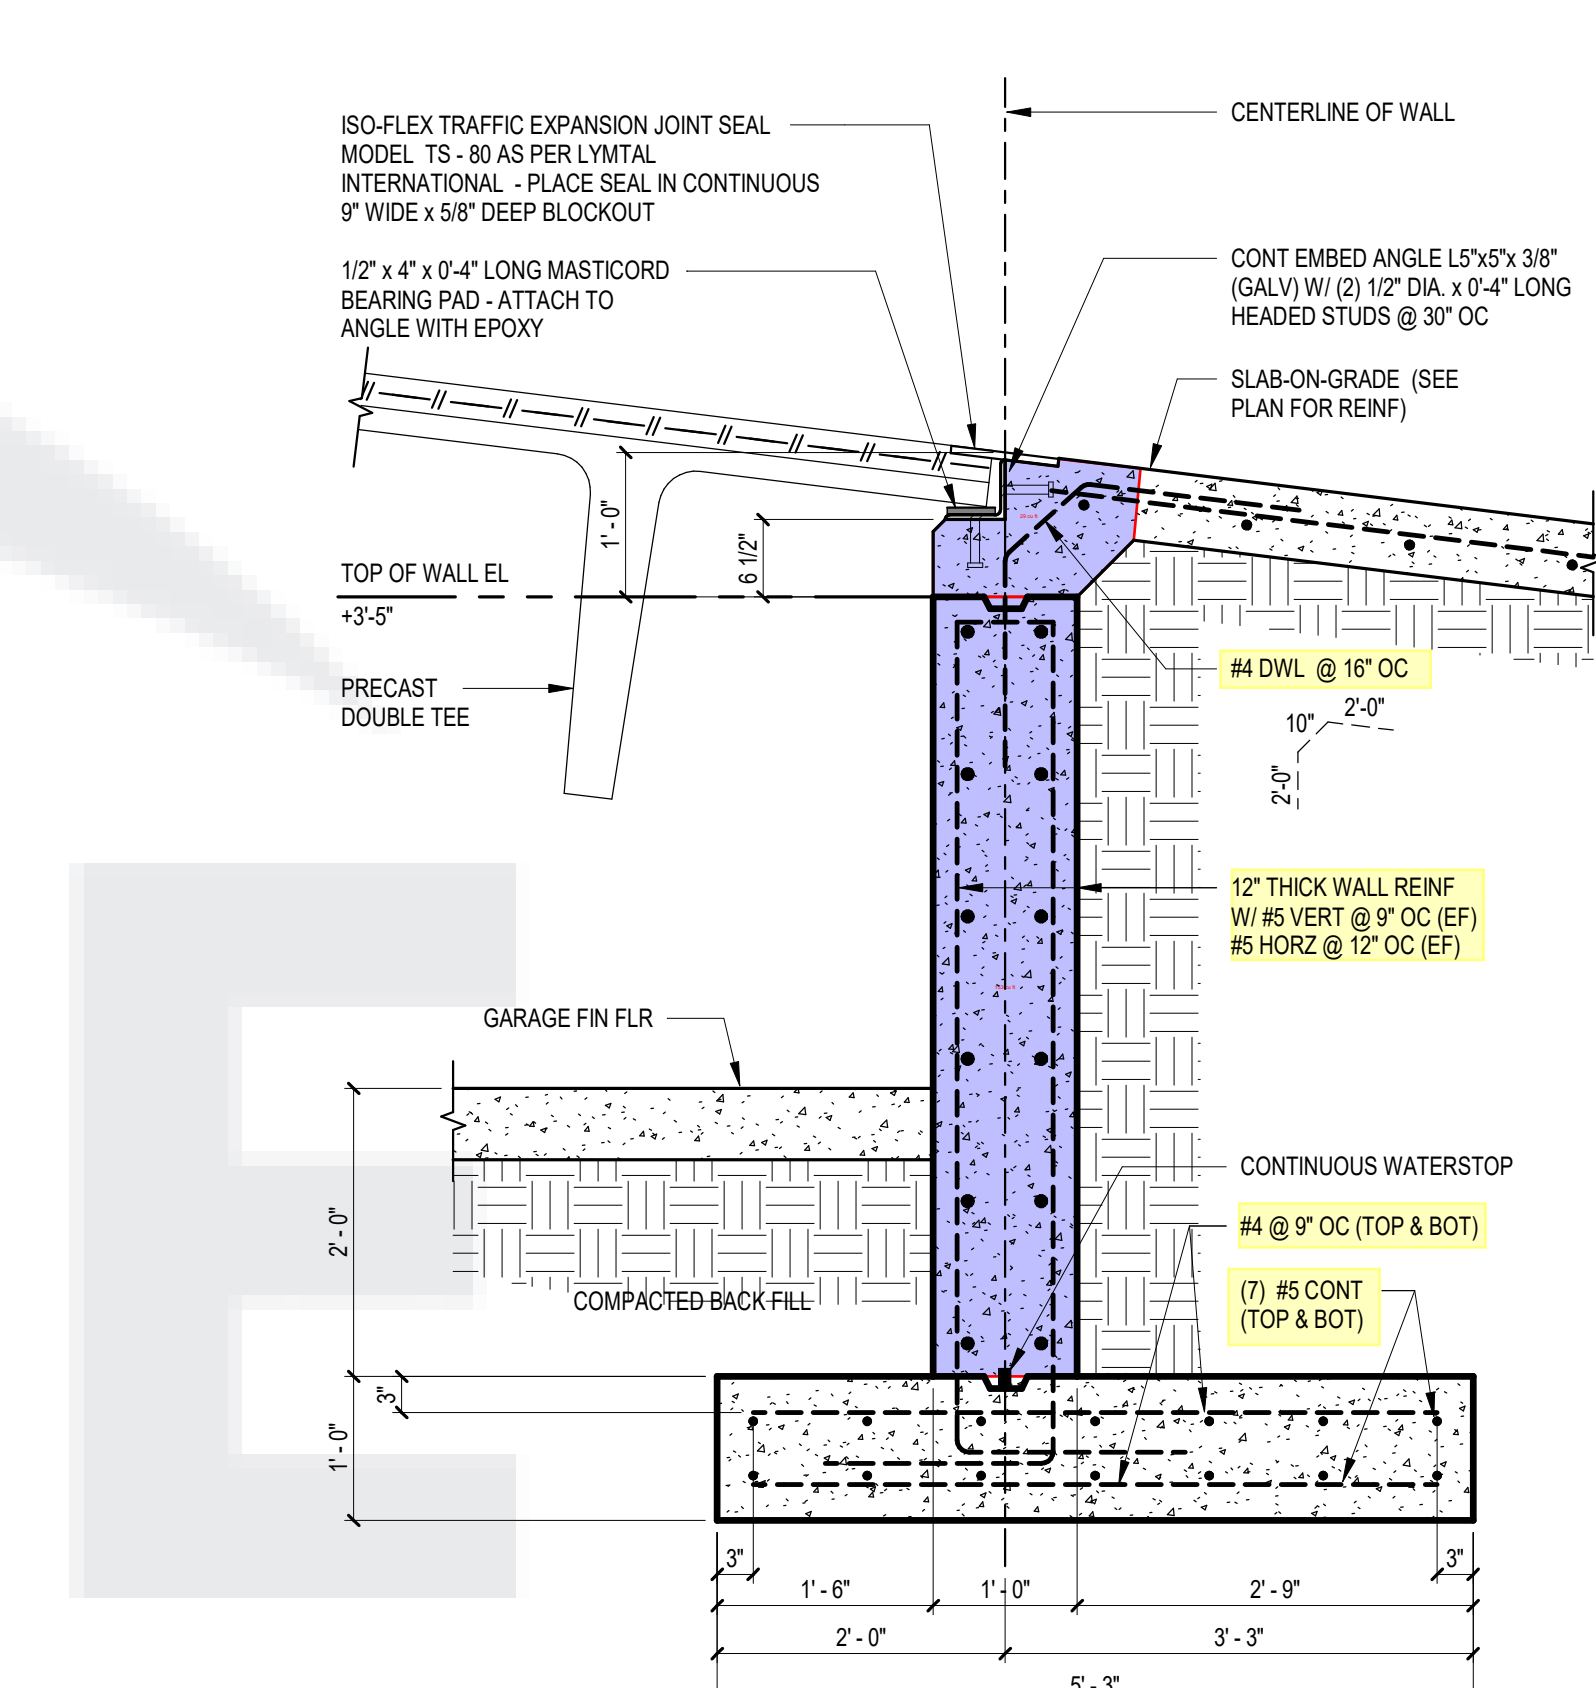 ISO-FLEX TRAFFIC EXPANSION JOINT SEAL
MODEL TS - 80 AS PER LYMTAL
INTERNATIONAL - PLACE SEAL IN CONTINUOUS
9" WIDE x 5/8" DEEP BLOCKOUT
1/2" x 4" x 0'-4" LONG MASTICORD
BEARING PAD - ATTACH TO
ANGLE WITH EPOXY
CENTERLINE OF WALL
CONT EMBED ANGLE L5"x5"x 3/8"
(GALV) W/ (2) 1/2" DIA. x 0'-4" LONG
HEADED STUDS @ 30" OC
SLAB-ON-GRADE (SEE
PLAN FOR REINF)
1' - 0"
6 1/2"
TOP OF WALL EL
+3'-5"
PRECAST
DOUBLE TEE
#4 DWL @ 16" OC
2'-0"
10"
2'-0"
12" THICK WALL REINF
W/ #5 VERT @ 9" OC (EF)
#5 HORZ @ 12" OC (EF)
GARAGE FIN FLR
2' - 0"
COMPACTED BACK FILL
CONTINUOUS WATERSTOP
#4 @ 9" OC (TOP & BOT)
(7) #5 CONT
(TOP & BOT)
3"
1' - 0"
3"
3"
1' - 6"
1' - 0"
2' - 9"
2' - 0"
3' - 3"
5' - 3"